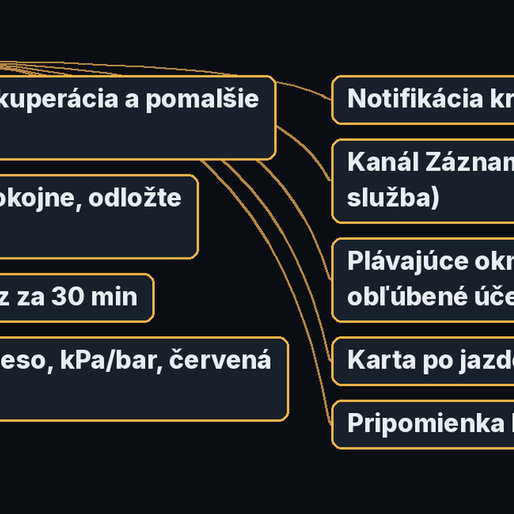 kuperácia a pomalšie
okojne, odložte
z za 30 min
eso, kPa/bar, červená
Notifikácia kr
Kanál Záznam
služba)
Plávajúce okn
obľúbené úče
Karta po jazde
Pripomienka